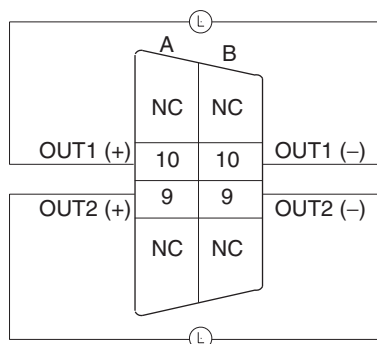 L
A B
NC NC
OUT1 (+) 10 10 OUT1 (–)
OUT2 (+) 9 9 OUT2 (–)
NC NC
L